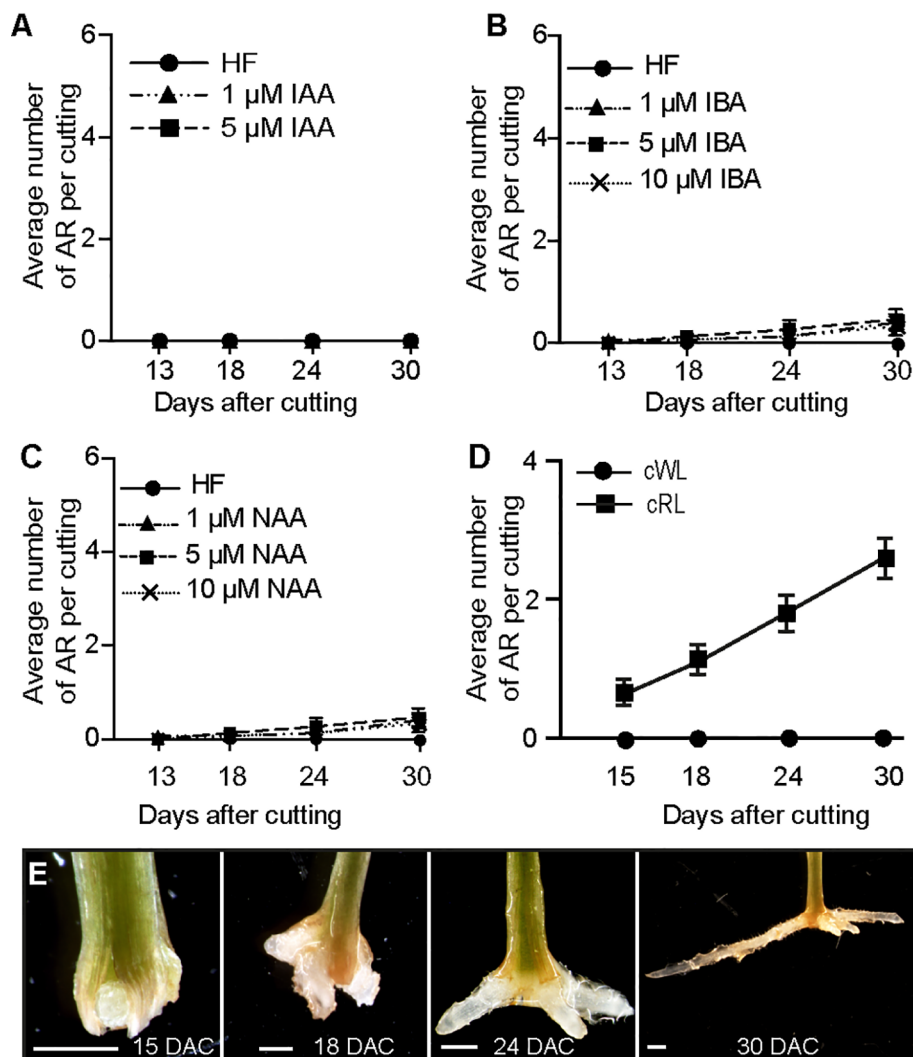 A
Average number
of AR per cutting
6
4
2
0
HF
1 µM IAA
5 µM IAA
13 18 24 30
Days after cutting
B
Average number
of AR per cutting
6
4
2
0
HF
1 µM IBA
5 µM IBA
10 µM IBA
13 18 24 30
Days after cutting
C
Average number
of AR per cutting
6
4
2
0
HF
1 µM NAA
5 µM NAA
10 µM NAA
13 18 24 30
Days after cutting
D
Average number
of AR per cutting
4
2
0
cWL
cRL
15 18 24 30
Days after cutting
E
15 DAC 18 DAC 24 DAC 30 DAC